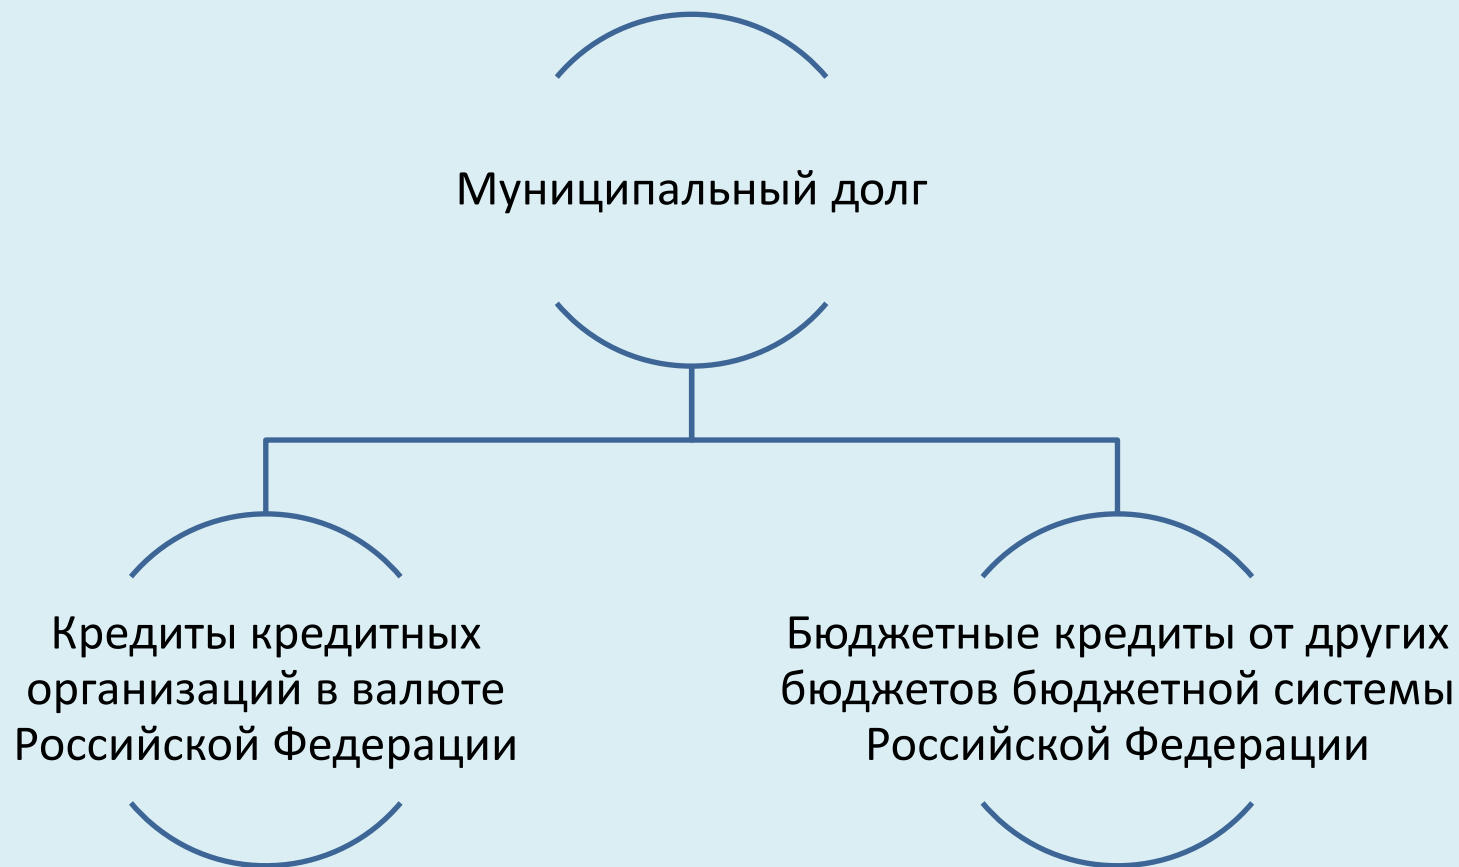 Муниципальный долг
Кредиты кредитных
организаций в валюте
Российской Федерации
Бюджетные кредиты от других
бюджетов бюджетной системы
Российской Федерации